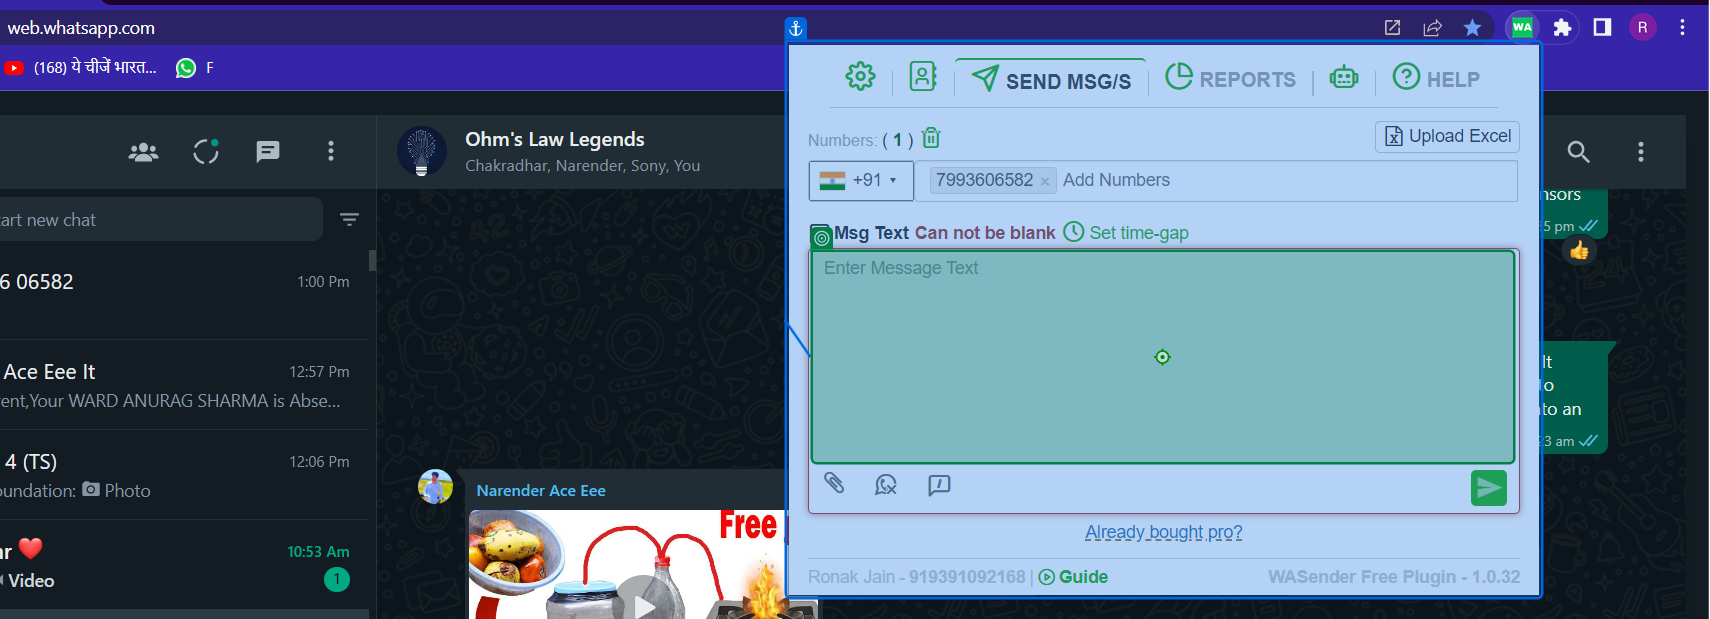 web.whatsapp.com
WA
R
(168) ये चीजें भारत...
F
SEND MSG/S
REPORTS
HELP
Ohm's Law Legends
Chakradhar, Narender, Sony, You
Numbers: ( 1 )
Upload Excel
+91
7993606582 × Add Numbers
art new chat
nsors
5 pm
Msg Text Can not be blank Set time-gap
Enter Message Text
6 06582
1:00 Pm
Ace Eee It
12:57 Pm
ent,Your WARD ANURAG SHARMA is Abse...
It
to an
23 am
4 (TS)
12:06 Pm
oundation: Photo
Narender Ace Eee
Free
Already bought pro?
ar
10:53 Am
Video
1
Ronak Jain - 919391092168 | Guide
WASender Free Plugin - 1.0.32